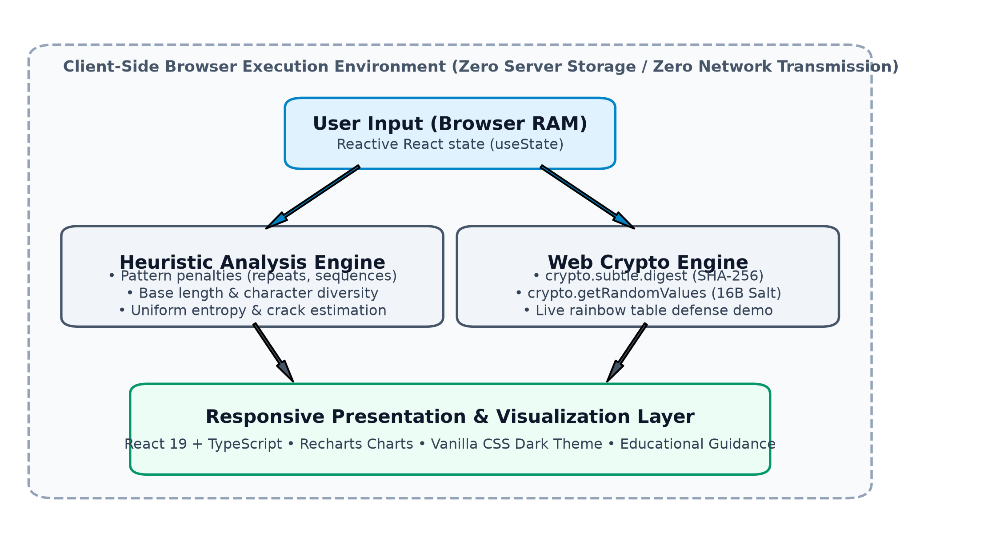 Client-Side Browser Execution Environment (Zero Server Storage / Zero Network Transmission)
User Input (Browser RAM)
Reactive React state (useState)
Heuristic Analysis Engine
• Pattern penalties (repeats, sequences)
• Base length & character diversity
• Uniform entropy & crack estimation
Web Crypto Engine
• crypto.subtle.digest (SHA-256)
• crypto.getRandomValues (16B Salt)
• Live rainbow table defense demo
Responsive Presentation & Visualization Layer
React 19 + TypeScript • Recharts Charts • Vanilla CSS Dark Theme • Educational Guidance